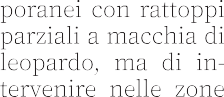 poranei con rattoppi
parziali a macchia di
leopardo, ma di in-
tervenire nelle zone